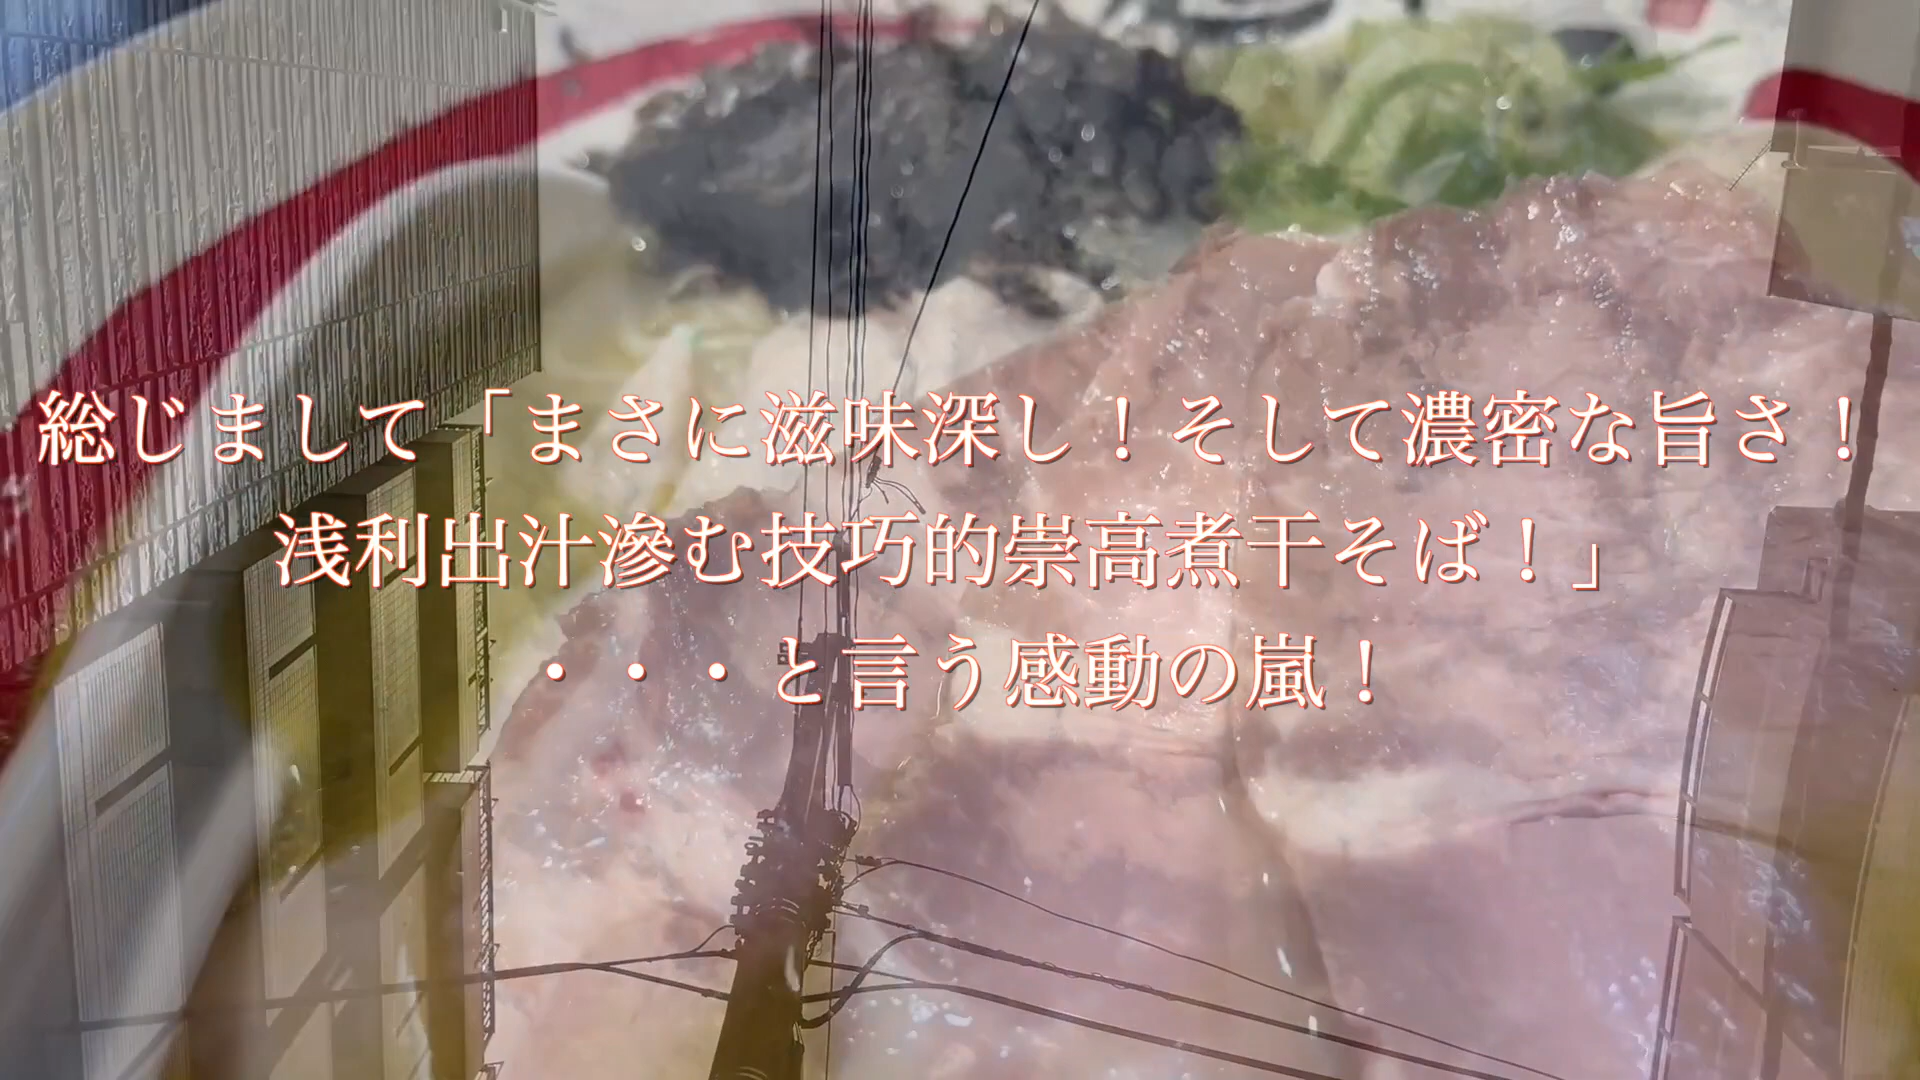 総じまして「まさに滋味深し！そして濃密な旨さ！
浅利出汁滲む技巧的崇高煮干そば！」
・・・と言う感動の嵐！